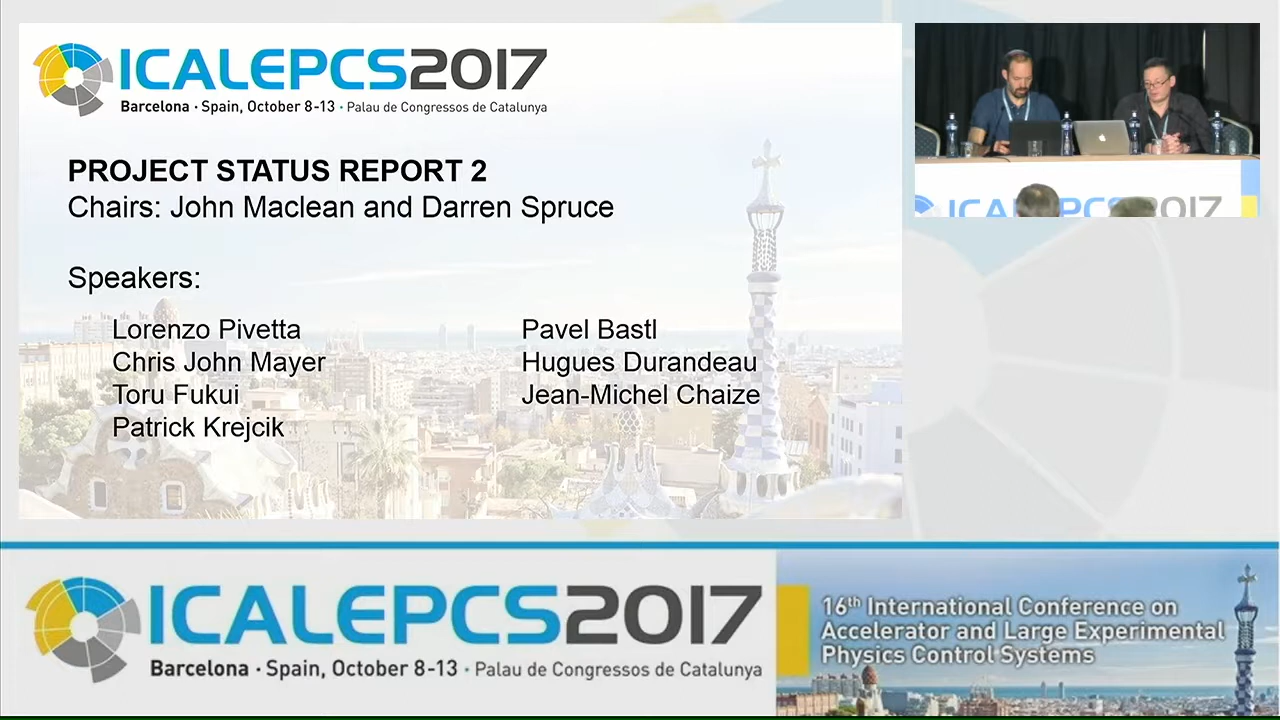 ICALEPCS2017
Barcelona · Spain, October 8-13 · Palau de Congressos de Catalunya
PROJECT STATUS REPORT 2
Chairs: John Maclean and Darren Spruce
Speakers:
Lorenzo Pivetta
Chris John Mayer
Toru Fukui
Patrick Krejcik
Pavel Bastl
Hugues Durandeau
Jean-Michel Chaize
ICALEPCS2017
Barcelona · Spain, October 8-13 · Palau de Congressos de Catalunya
16th International Conference on
Accelerator and Large Experimental
Physics Control Systems